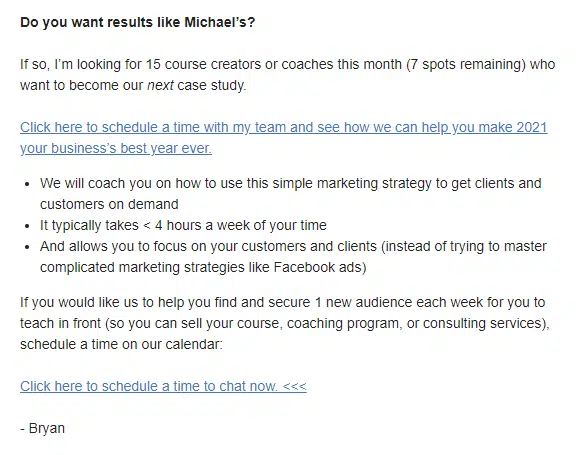 Do you want results like Michael's?
If so, I'm looking for 15 course creators or coaches this month (7 spots remaining) who
want to become our next case study.
Click here to schedule a time with my team and see how we can help you make 2021
your business's best year ever.
• We will coach you on how to use this simple marketing strategy to get clients and
customers on demand
• It typically takes < 4 hours a week of your time
• And allows you to focus on your customers and clients (instead of trying to master
complicated marketing strategies like Facebook ads)
If you would like us to help you find and secure 1 new audience each week for you to
teach in front (so you can sell your course, coaching program, or consulting services),
schedule a time on our calendar:
Click here to schedule a time to chat now. <<<
- Bryan